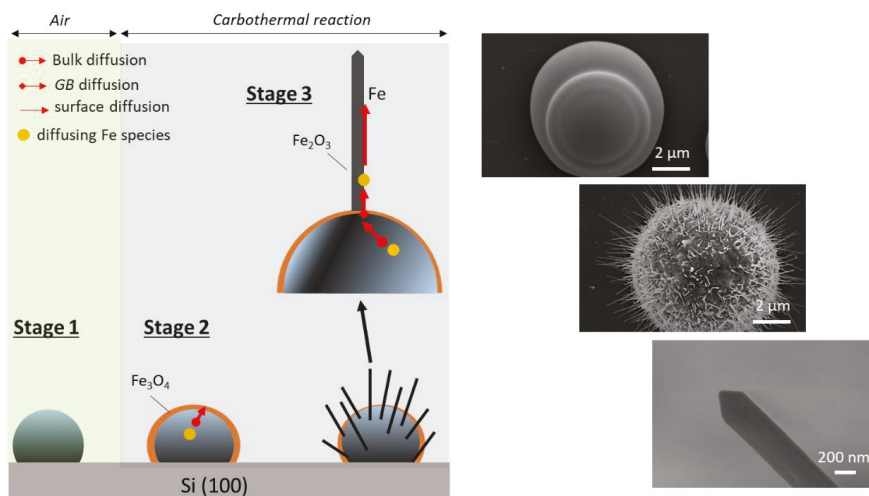 Air
Carbothermal reaction
Bulk diffusion
GB diffusion
surface diffusion
diffusing Fe species
Stage 3
Fe
Fe₂O₃
Stage 1
Stage 2
Fe₃O₄
Si (100)
2 µm
2 µm
200 nm